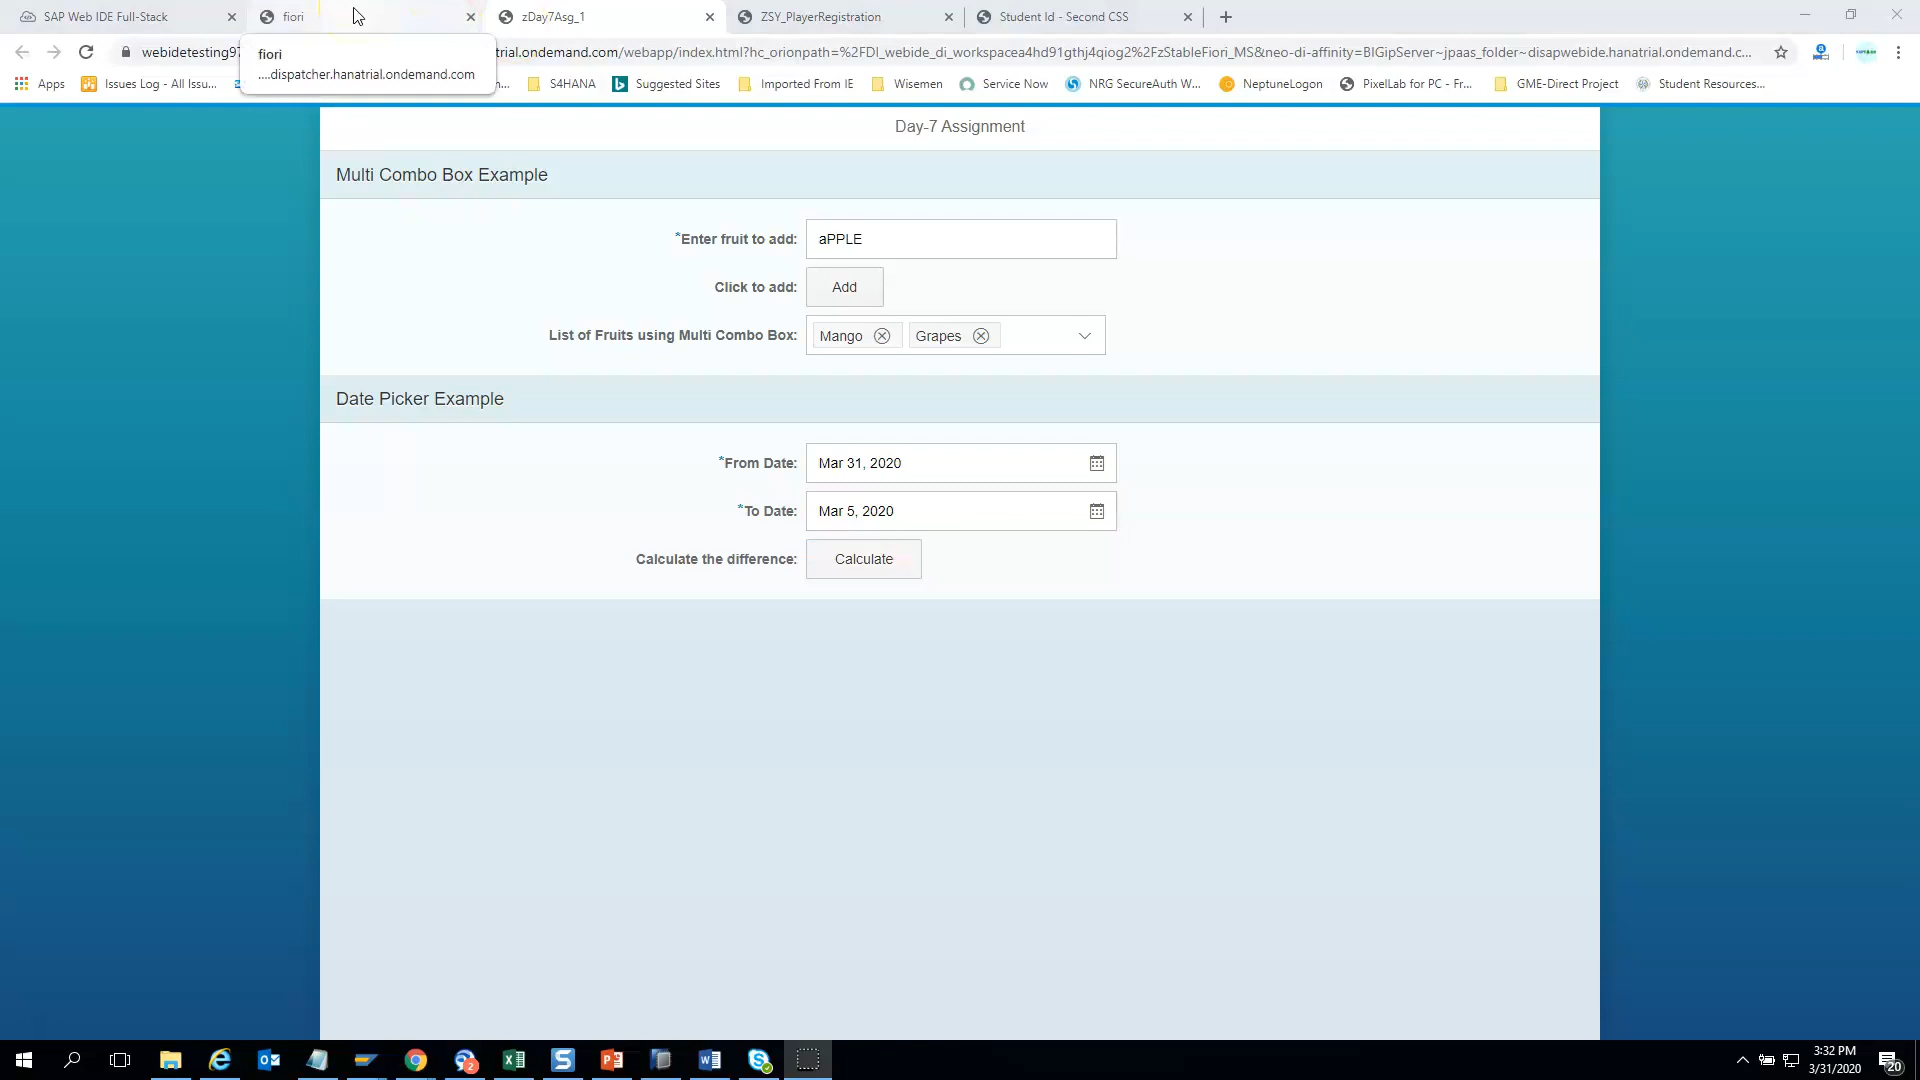 SAP Web IDE Full-Stack
fiori
zDay7Asg_1
ZSY_PlayerRegistration
Student Id - Second CSS
webidetesting97
trial.ondemand.com/webapp/index.html?hc_orionpath=%2FDI_webide_di_workspacea4hd91gthj4qiog2%2FzStableFiori_MS&neo-di-affinity=BIGipServer~jpaas_folder~disapwebide.hanatrial.ondemand.c...
fiori
....dispatcher.hanatrial.ondemand.com
Apps
Issues Log - All Issu...
n...
S4HANA
Suggested Sites
Imported From IE
Wisemen
Service Now
NRG SecureAuth W...
NeptuneLogon
PixelLab for PC - Fr...
GME-Direct Project
Student Resources...
Day-7 Assignment
Multi Combo Box Example
*Enter fruit to add: aPPLE
Click to add: Add
List of Fruits using Multi Combo Box: Mango Grapes
Date Picker Example
*From Date: Mar 31, 2020
*To Date: Mar 5, 2020
Calculate the difference: Calculate
3:32 PM
3/31/2020
20
2